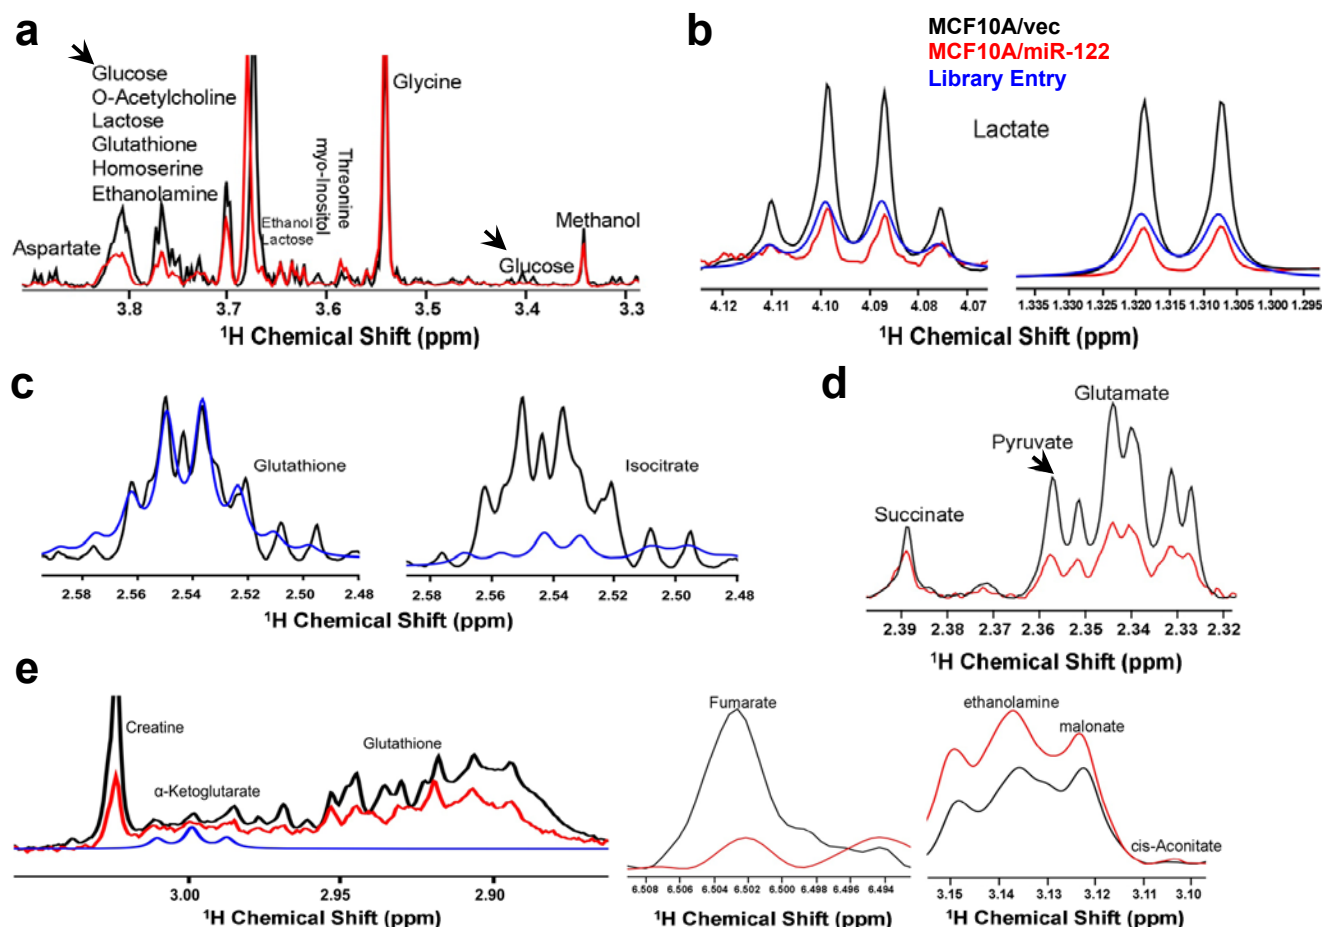 a
Glucose
O-Acetylcholine
Lactose
Glutathione
Homoserine
Ethanolamine
Aspartate
Ethanol
Lactose
myo-Inositol
Threonine
Glycine
Glucose
Methanol
3.8 3.7 3.6 3.5 3.4 3.3
¹H Chemical Shift (ppm)
b
MCF10A/vec
MCF10A/miR-122
Library Entry
Lactate
4.12 4.11 4.10 4.09 4.08 4.07
1.335 1.330 1.325 1.320 1.315 1.310 1.305 1.300 1.295
¹H Chemical Shift (ppm)
c
Glutathione
2.58 2.56 2.54 2.52 2.50 2.48
Isocitrate
2.58 2.56 2.54 2.52 2.50 2.48
¹H Chemical Shift (ppm)
d
Glutamate
Pyruvate
Succinate
2.39 2.38 2.37 2.36 2.35 2.34 2.33 2.32
¹H Chemical Shift (ppm)
e
Creatine
α-Ketoglutarate
Glutathione
3.00 2.95 2.90
¹H Chemical Shift (ppm)
Fumarate
6.508 6.506 6.504 6.502 6.500 6.498 6.496 6.494
¹H Chemical Shift (ppm)
ethanolamine
malonate
cis-Aconitate
3.15 3.14 3.13 3.12 3.11 3.10
¹H Chemical Shift (ppm)